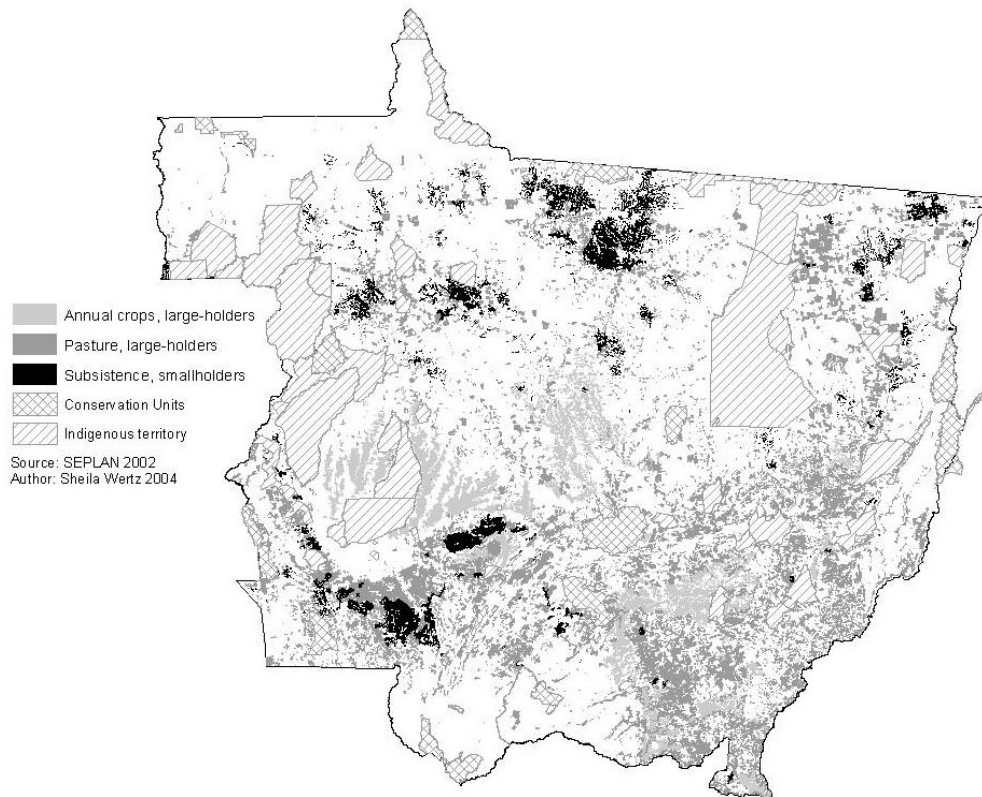 Annual crops, large-holders
Pasture, large-holders
Subsistence, smallholders
Conservation Units
Indigenous territory
Source: SEPLAN 2002
Author: Sheila Wertz 2004